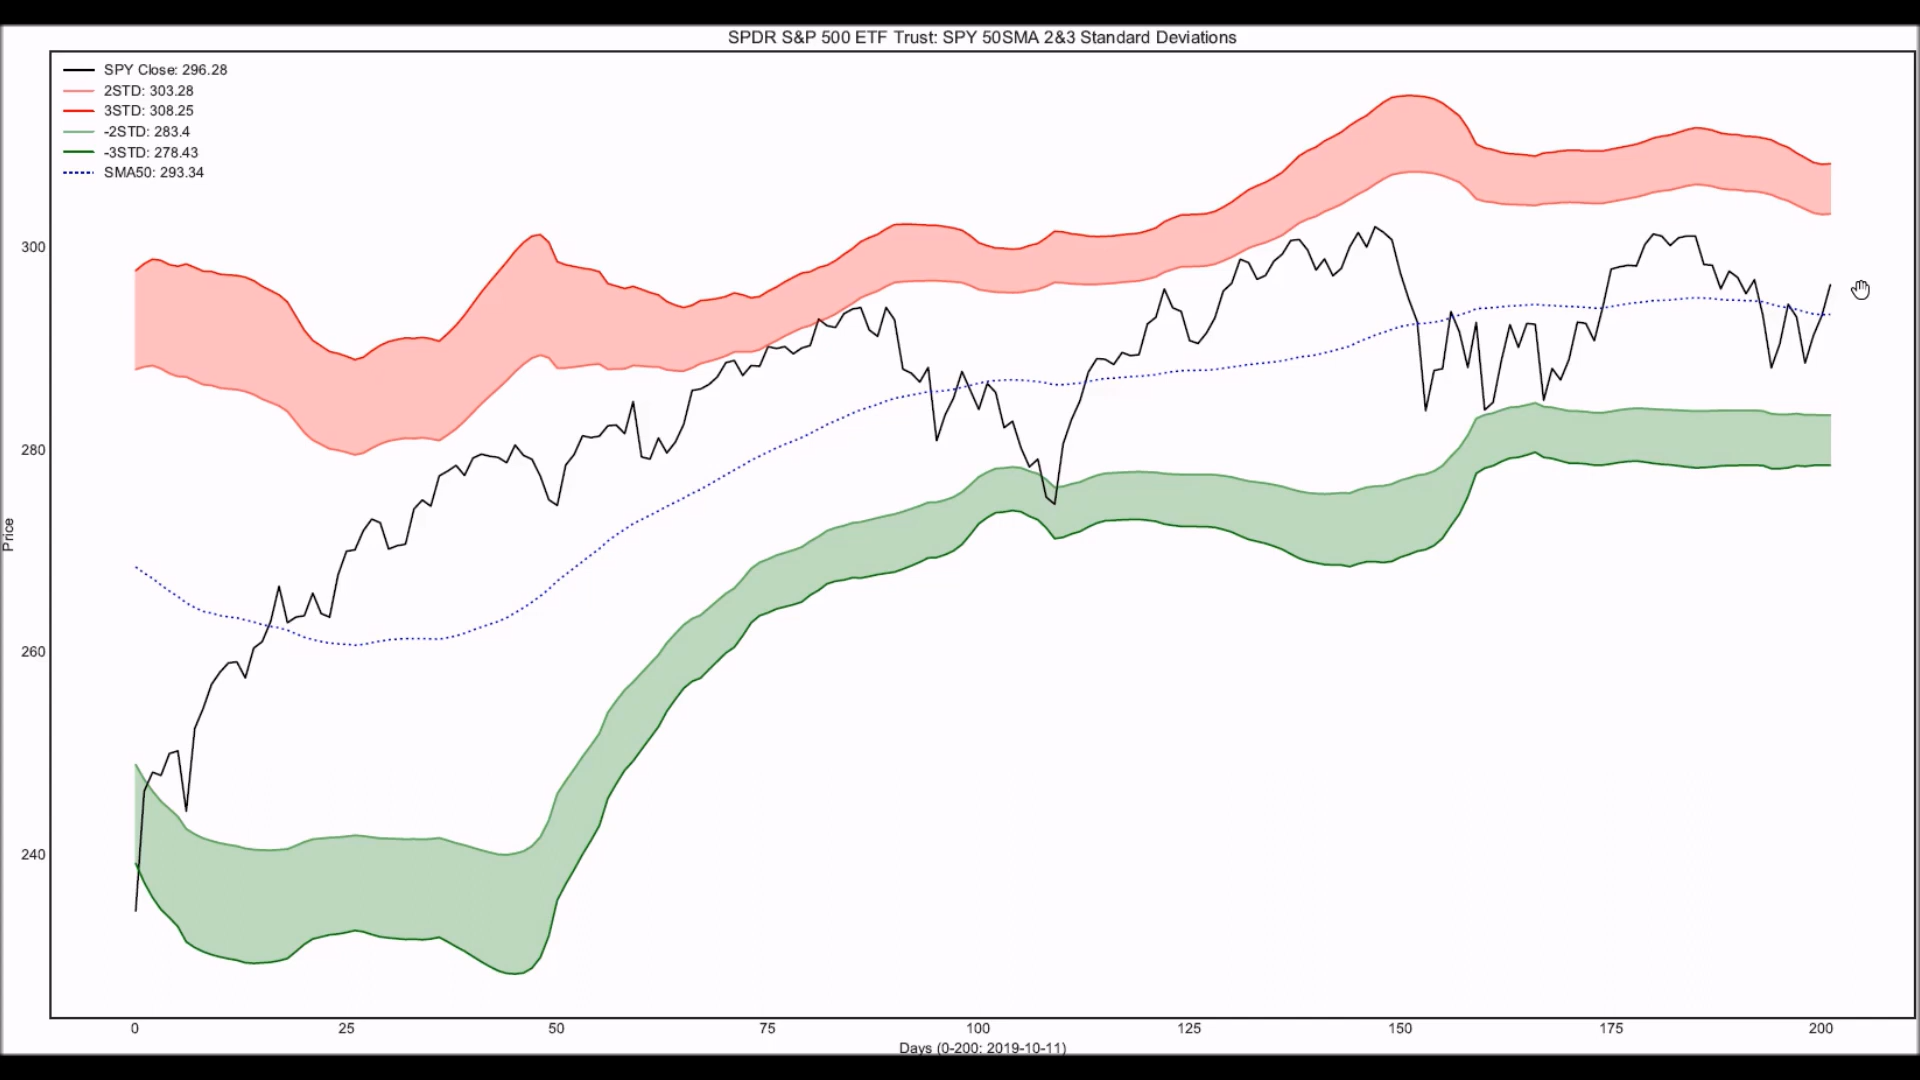 SPDR S&P 500 ETF Trust: SPY 50SMA 2&3 Standard Deviations
SPY Close: 296.28
2STD: 303.28
3STD: 308.25
-2STD: 283.4
-3STD: 278.43
SMA50: 293.34
300
280
260
240
Price
0 25 50 75 100 125 150 175 200
Days (0-200: 2019-10-11)